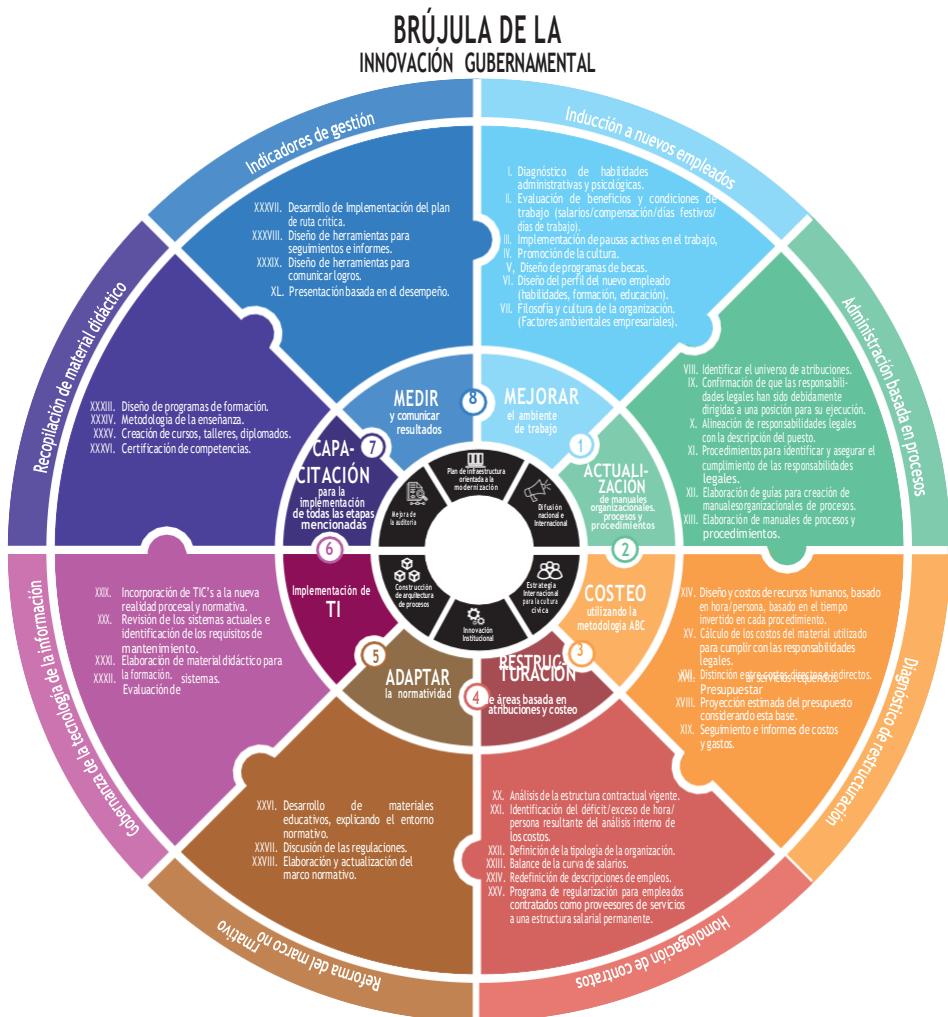 BRÚJULA DE LA
INNOVACIÓN GUBERNAMENTAL
Inducción a nuevos empleados
I. Diagnóstico de habilidades
administrativas y psicológicas.
II. Evaluación de beneficios y condiciones de
trabajo (salarios/compensación/días festivos/
días de trabajo).
III. Implementación de pausas activas en el trabajo,
IV. Promoción de la cultura.
V, Diseño de programas de becas.
VI. Diseño del perfil del nuevo empleado
(habilidades, formación, educación).
VII. Filosofía y cultura de la organización.
(Factores ambientales empresariales).
MEJORAR
el ambiente
de trabajo
1
Administración basada en procesos
VIII. Identificar el universo de atribuciones.
IX. Confirmación de que las responsabili-
dades legales han sido debidamente
dirigidas a una posición para su ejecución.
X. Alineación de responsabilidades legales
con la descripción del puesto.
XI. Procedimientos para identificar y asegurar el
cumplimiento de las responsabilidades
legales.
XII. Elaboración de guías para creación de
manualesorganizacionales de procesos.
XIII. Elaboración de manuales de procesos y
procedimientos.
ACTUALI-
ZACIÓN
de manuales
organizacionales.
procesos y
procedimientos
2
Diagnóstico de restructuración
XIV. Diseño y costos de recursos humanos, basado
en hora/persona, basado en el tiempo
invertido en cada procedimiento.
XV. Cálculo de los costos del material utilizado
para cumplir con las responsabilidades
legales.
Distinción entre costos directos e indirectos.
Presupuestar
XVIII. Proyección estimada del presupuesto
considerando esta base.
XIX. Seguimiento e informes de costos
y gastos.
COSTEO
utilizando la
metodología ABC
3
Homologación de contratos
XX. Análisis de la estructura contractual vigente.
XXI. Identificación del déficit/exceso de hora/
persona resultante del análisis interno de
los costos.
XXII. Definición de la tipología de la organización.
XXIII. Balance de la curva de salarios.
XXIV. Redefinición de descripciones de empleos.
XXV. Programa de regularización para empleados
contratados como proveedores de servicios
a una estructura salarial permanente.
RESTRUC-
TURACIÓN
de áreas basada en
atribuciones y costeo
4
Reforma del marco no
rmativo
XXVI. Desarrollo de materiales
educativos, explicando el entorno
normativo.
XXVII. Discusión de las regulaciones.
XXVIII. Elaboración y actualización del
marco normativo.
ADAPTAR
la normatividad
5
Gobernanza de la tecnología de la información
XXIX. Incorporación de TIC's a la nueva
realidad procesal y normativa.
XXX. Revisión de los sistemas actuales e
identificación de los requisitos de
mantenimiento.
XXXI. Elaboración de material didáctico para
la formación. sistemas.
XXXII. Evaluación de
Implementación de
TI
6
Recopilación de material didáctico
XXXIII. Diseño de programas de formación.
XXXIV. Metodología de la enseñanza.
XXXV. Creación de cursos, talleres, diplomados.
XXXVI. Certificación de competencias.
CAPA-
CITACIÓN
para la
implementación
de todas las etapas
mencionadas
7
Indicadores de gestión
XXXVII. Desarrollo de Implementación del plan
de ruta crítica.
XXXVIII. Diseño de herramientas para
seguimientos e informes.
XXXIX. Diseño de herramientas para
comunicar logros.
XL. Presentación basada en el desempeño.
MEDIR
y comunicar
resultados
8
Plan de infraestructura
orientada a la
modernización
Difusión
nacional e
Internacional
Estrategia
Internacional
para la cultura
cívica
Innovación
Institucional
Construcción
de arquitectura
de procesos
Mejora de
la auditoría